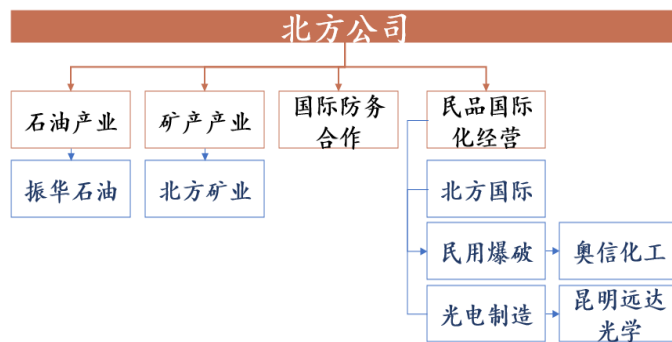 北方公司
石油产业
矿产产业
国际防务
合作
民品国际
化经营
振华石油
北方矿业
北方国际
民用爆破
奥信化工
光电制造
昆明远达
光学